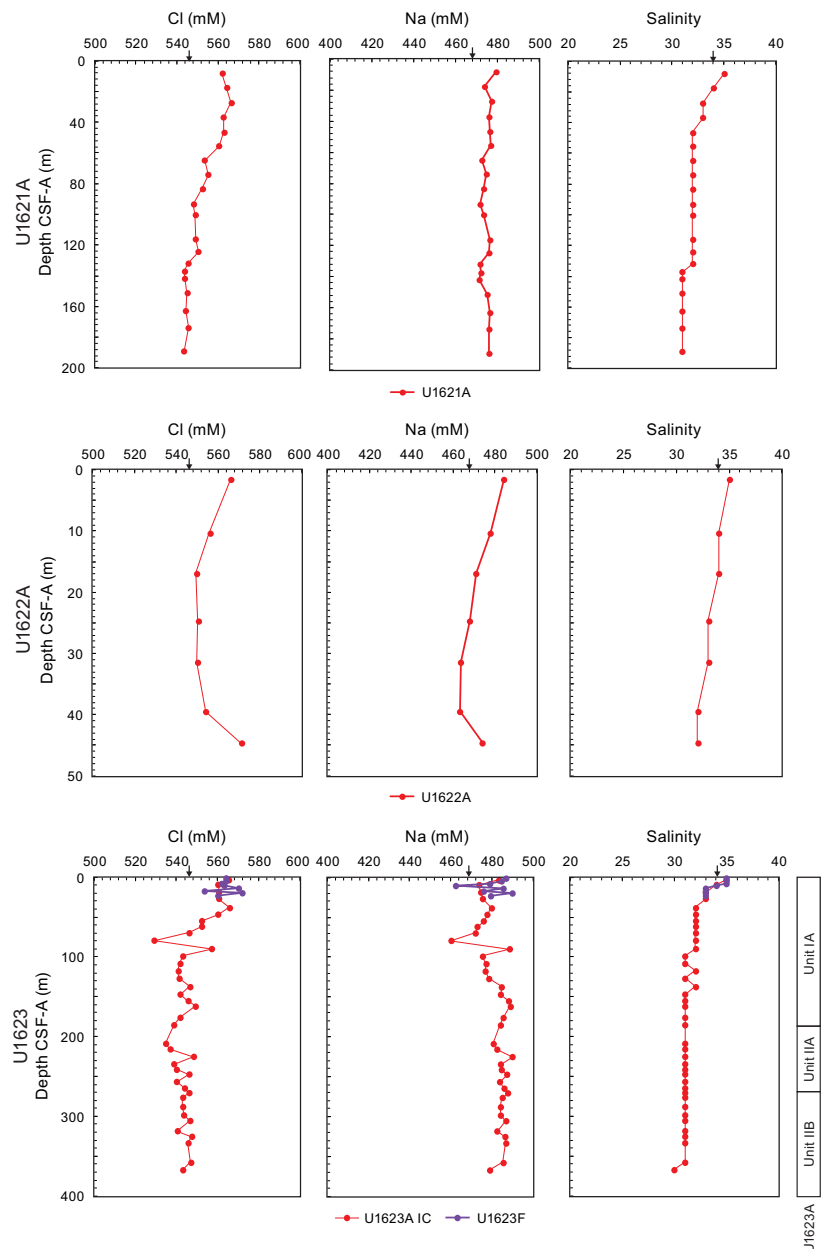 Cl (mM) Na (mM) Salinity
500 520 540 560 580 600 400 420 440 460 480 500 20 25 30 35 40
0
40
80
120
160
200
U1621A
Depth CSF-A (m)
U1621A
Cl (mM) Na (mM) Salinity
500 520 540 560 580 600 400 420 440 460 480 500 20 25 30 35 40
0
10
20
30
40
50
U1622A
Depth CSF-A (m)
U1622A
Cl (mM) Na (mM) Salinity
500 520 540 560 580 600 400 420 440 460 480 500 20 25 30 35 40
0
100
200
300
400
U1623
Depth CSF-A (m)
Unit IA
Unit IIA
Unit IIB
U1623A
U1623A IC U1623F